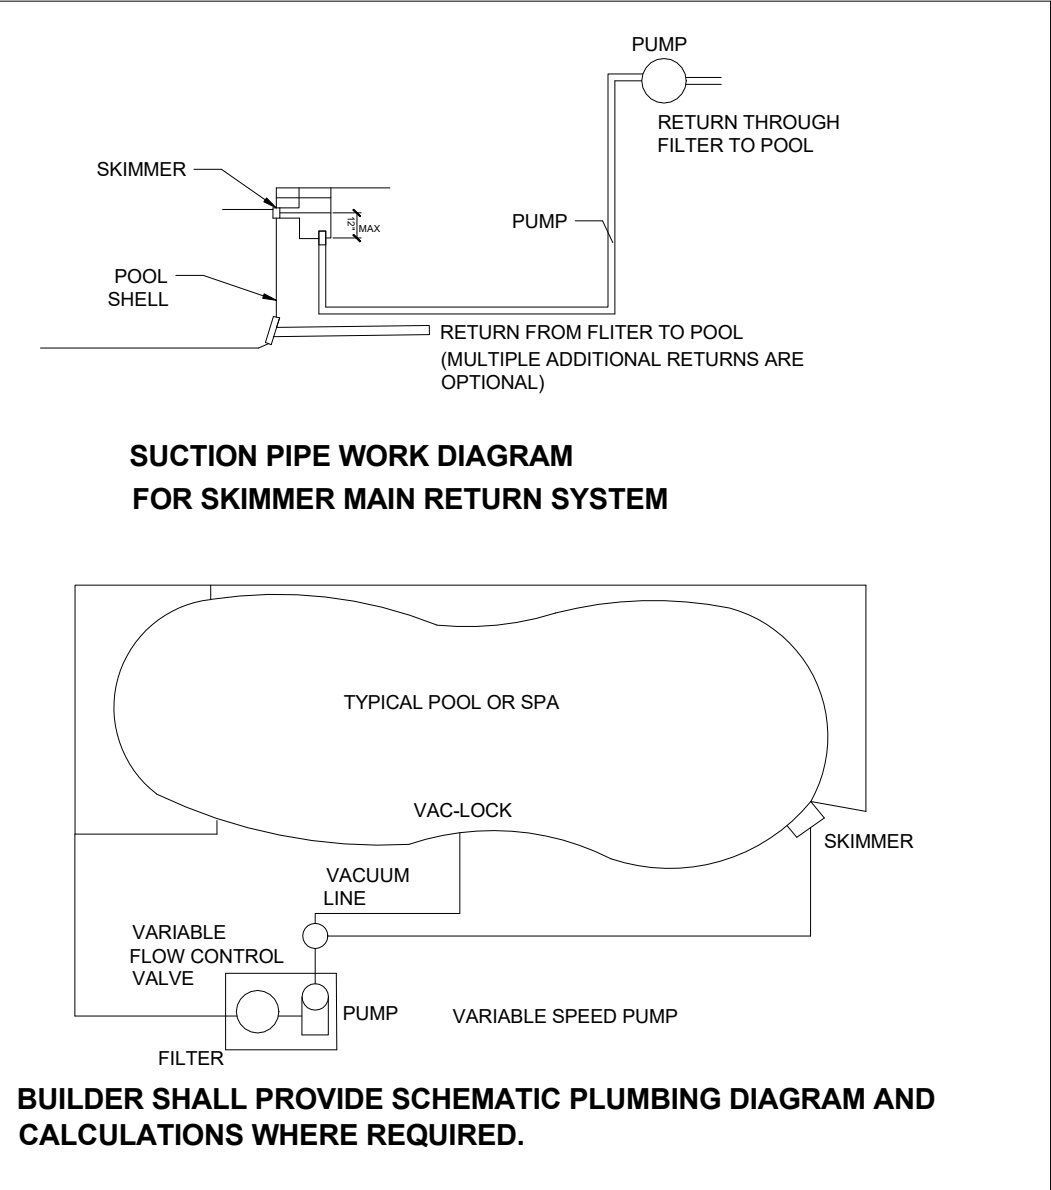 PUMP
RETURN THROUGH
FILTER TO POOL
SKIMMER
12"
MAX
PUMP
POOL
SHELL
RETURN FROM FLITER TO POOL
(MULTIPLE ADDITIONAL RETURNS ARE
OPTIONAL)
SUCTION PIPE WORK DIAGRAM
FOR SKIMMER MAIN RETURN SYSTEM
TYPICAL POOL OR SPA
VAC-LOCK
SKIMMER
VACUUM
LINE
VARIABLE
FLOW CONTROL
VALVE
PUMP
VARIABLE SPEED PUMP
FILTER
BUILDER SHALL PROVIDE SCHEMATIC PLUMBING DIAGRAM AND
CALCULATIONS WHERE REQUIRED.